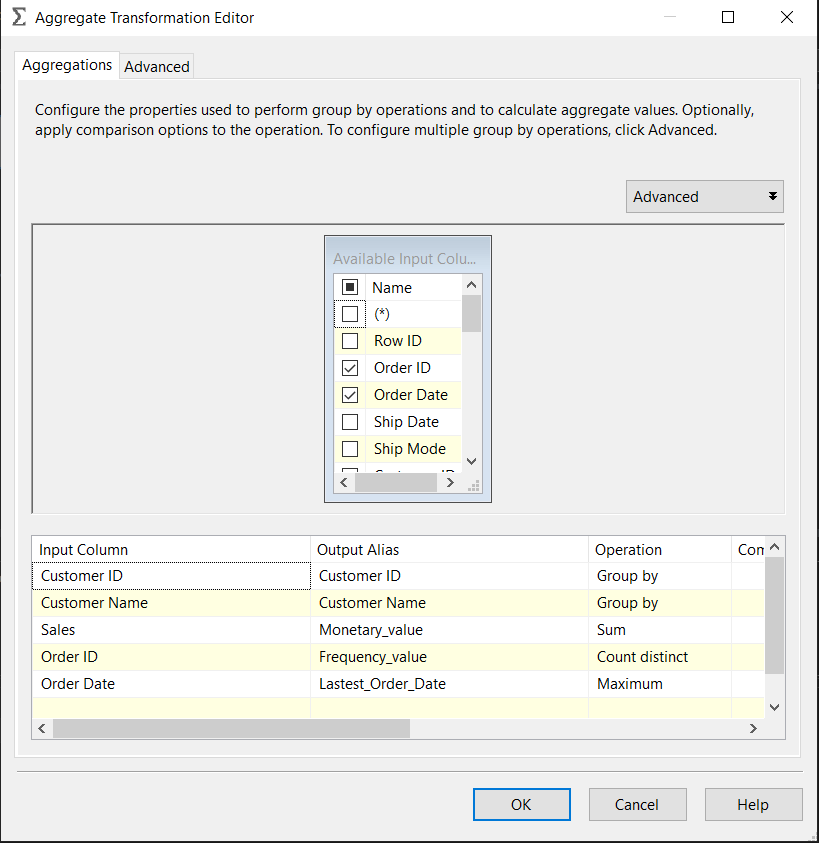 Aggregate Transformation Editor
Aggregations
Advanced
Configure the properties used to perform group by operations and to calculate aggregate values. Optionally,
apply comparison options to the operation. To configure multiple group by operations, click Advanced.
Advanced
Available Input Colu...
Name
(*)
Row ID
Order ID
Order Date
Ship Date
Ship Mode
Input Column Output Alias Operation Com
Customer ID Customer ID Group by
Customer Name Customer Name Group by
Sales Monetary_value Sum
Order ID Frequency_value Count distinct
Order Date Lastest_Order_Date Maximum
OK Cancel Help